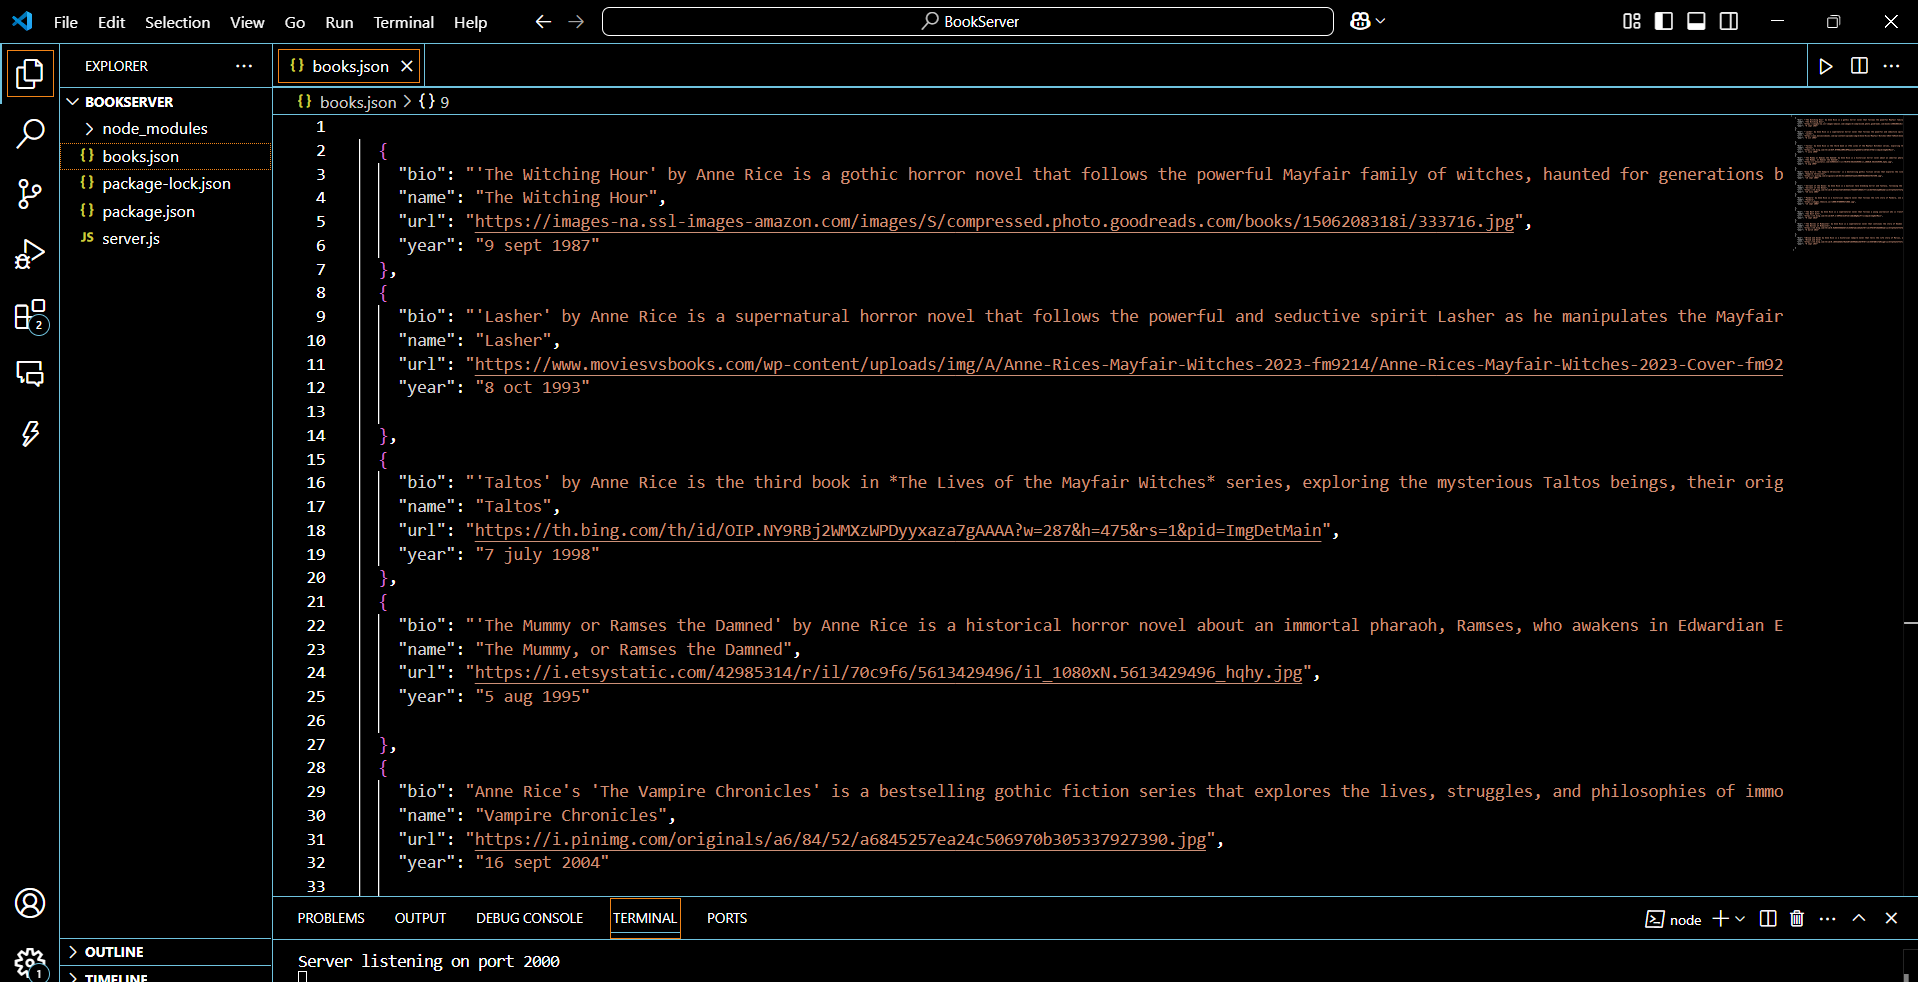 File Edit Selection View Go Run Terminal Help BookServer
EXPLORER
BOOKSERVER
node_modules
books.json
package-lock.json
package.json
JS server.js
OUTLINE
TIMELINE
2
1
{} books.json
{} books.json > {} 9
1
2 {
3 "bio": "'The Witching Hour' by Anne Rice is a gothic horror novel that follows the powerful Mayfair family of witches, haunted for generations b
4 "name": "The Witching Hour",
5 "url": "https://images-na.ssl-images-amazon.com/images/S/compressed.photo.goodreads.com/books/1506208318i/333716.jpg",
6 "year": "9 sept 1987"
7 },
8 {
9 "bio": "'Lasher' by Anne Rice is a supernatural horror novel that follows the powerful and seductive spirit Lasher as he manipulates the Mayfair
10 "name": "Lasher",
11 "url": "https://www.moviesvsbooks.com/wp-content/uploads/img/A/Anne-Rices-Mayfair-Witches-2023-fm9214/Anne-Rices-Mayfair-Witches-2023-Cover-fm92
12 "year": "8 oct 1993"
13
14 },
15 {
16 "bio": "'Taltos' by Anne Rice is the third book in *The Lives of the Mayfair Witches* series, exploring the mysterious Taltos beings, their orig
17 "name": "Taltos",
18 "url": "https://th.bing.com/th/id/OIP.NY9RBj2WMXzWPDyyxaza7gAAAA?w=287&h=475&rs=1&pid=ImgDetMain",
19 "year": "7 july 1998"
20 },
21 {
22 "bio": "'The Mummy or Ramses the Damned' by Anne Rice is a historical horror novel about an immortal pharaoh, Ramses, who awakens in Edwardian E
23 "name": "The Mummy, or Ramses the Damned",
24 "url": "https://i.etsystatic.com/42985314/r/il/70c9f6/5613429496/il_1080xN.5613429496_hqhy.jpg",
25 "year": "5 aug 1995"
26
27 },
28 {
29 "bio": "Anne Rice's 'The Vampire Chronicles' is a bestselling gothic fiction series that explores the lives, struggles, and philosophies of immo
30 "name": "Vampire Chronicles",
31 "url": "https://i.pinimg.com/originals/a6/84/52/a6845257ea24c506970b305337927390.jpg",
32 "year": "16 sept 2004"
33
PROBLEMS OUTPUT DEBUG CONSOLE TERMINAL PORTS node
Server listening on port 2000